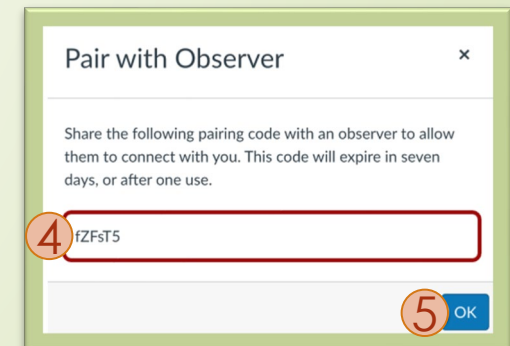 Pair with Observer ×
Share the following pairing code with an observer to allow
them to connect with you. This code will expire in seven
days, or after one use.
4 fZFsT5
5 OK